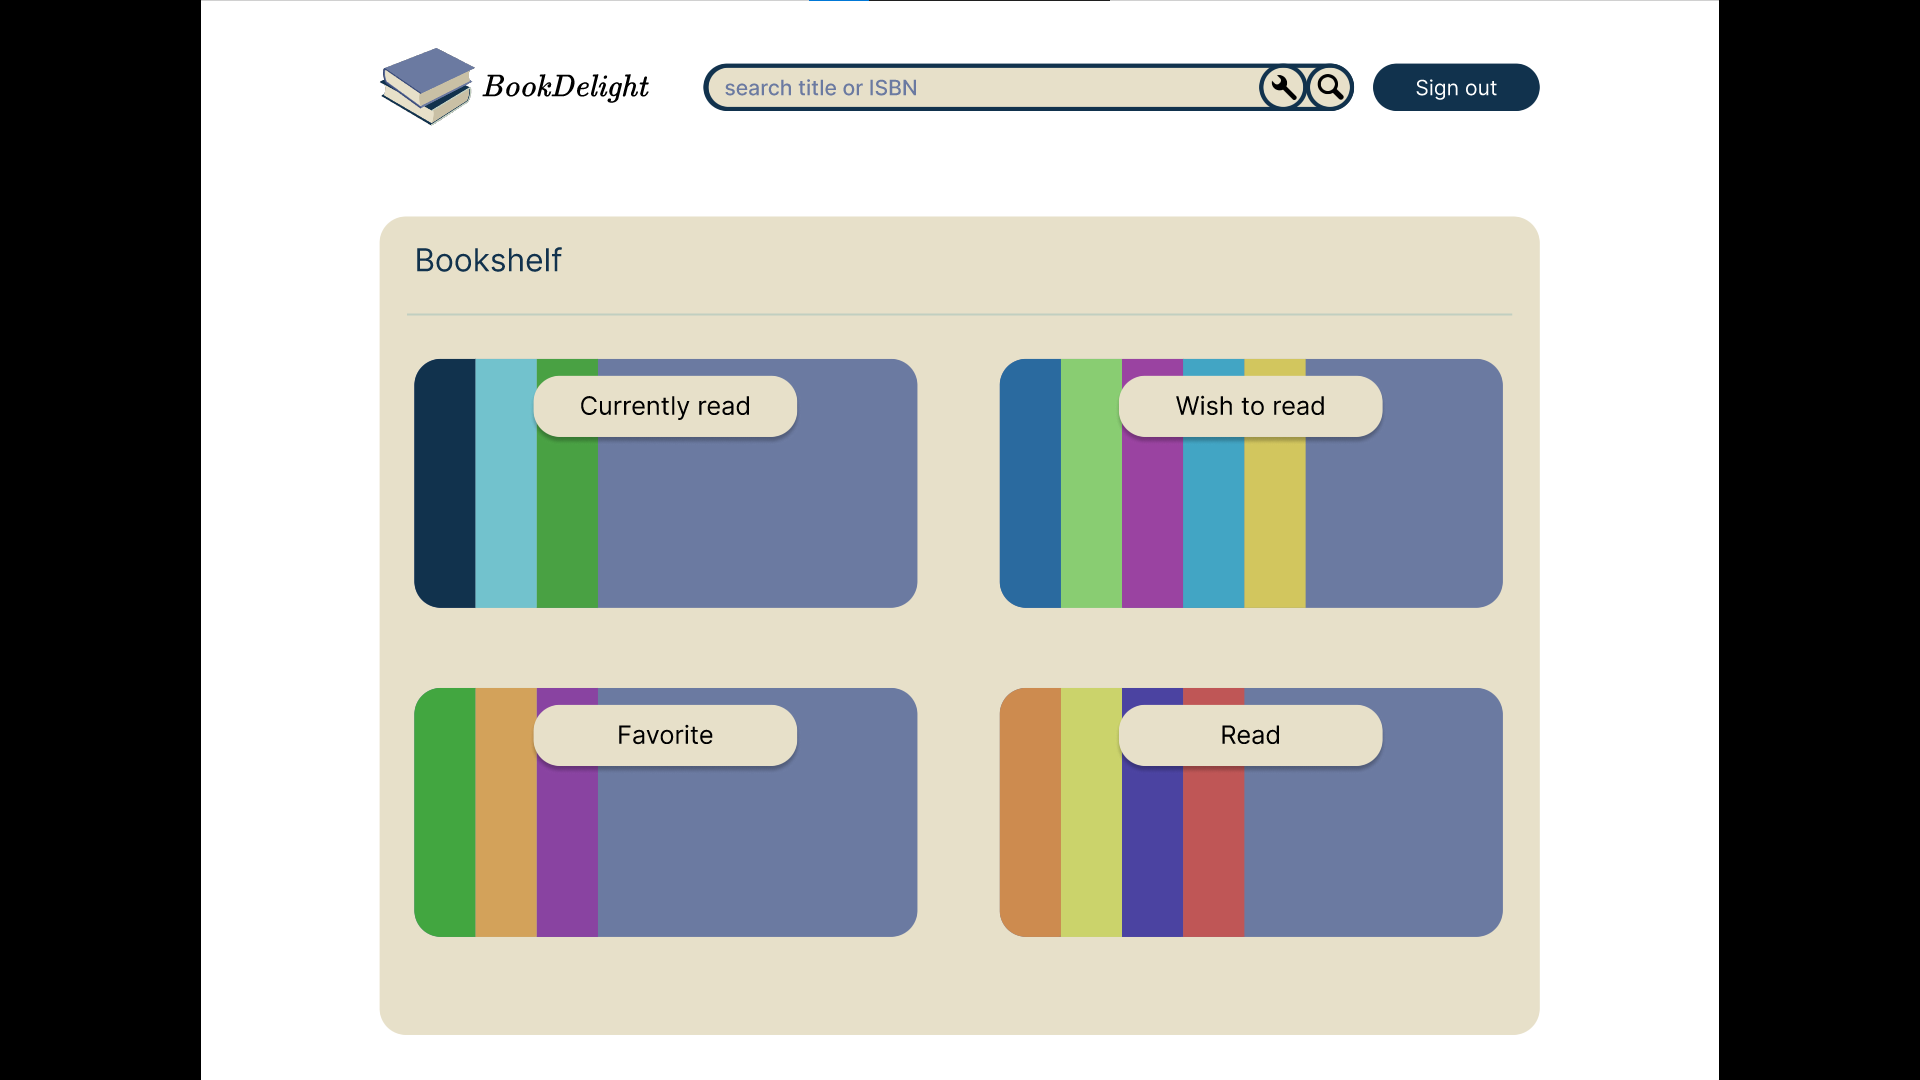 BookDelight
search title or ISBN
Sign out
Bookshelf
Currently read
Wish to read
Favorite
Read